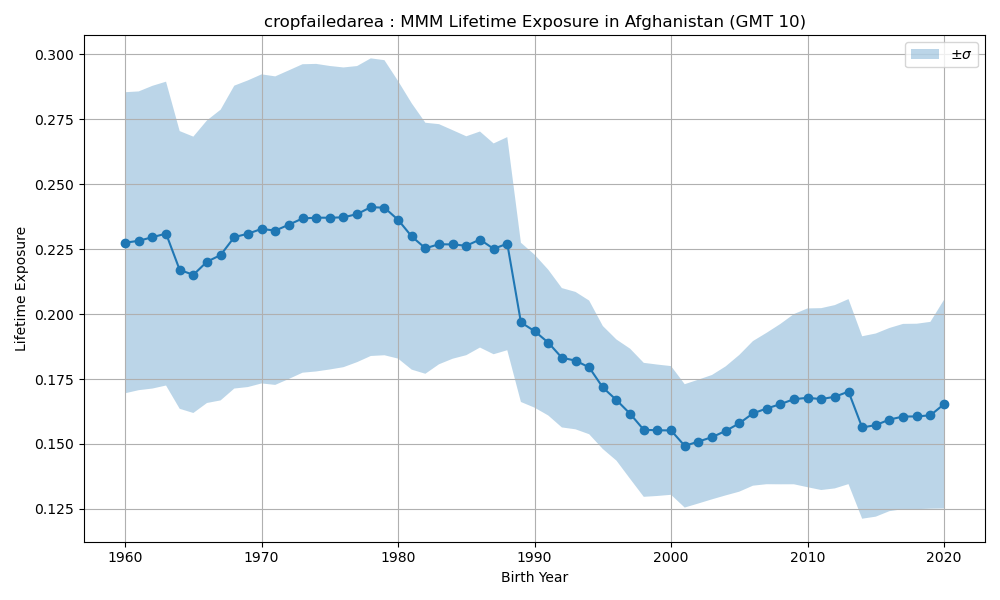 cropfailedarea : MMM Lifetime Exposure in Afghanistan (GMT 10)
±σ
Lifetime Exposure
0.300
0.275
0.250
0.225
0.200
0.175
0.150
0.125
1960 1970 1980 1990 2000 2010 2020
Birth Year